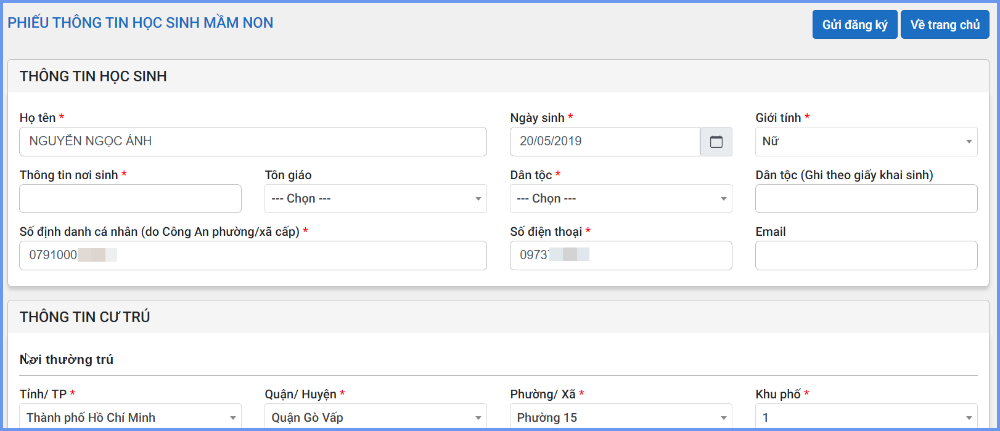 PHIẾU THÔNG TIN HỌC SINH MẦM NON
Gửi đăng ký
Về trang chủ
THÔNG TIN HỌC SINH
Họ tên *
Ngày sinh *
Giới tính *
NGUYỄN NGỌC ÁNH
20/05/2019
Nữ
Thông tin nơi sinh *
Tôn giáo
Dân tộc *
Dân tộc (Ghi theo giấy khai sinh)
--- Chọn ---
--- Chọn ---
Số định danh cá nhân (do Công An phường/xã cấp) *
Số điện thoại *
Email
0791000
0973
THÔNG TIN CƯ TRÚ
Nơi thường trú
Tỉnh/ TP *
Quận/ Huyện *
Phường/ Xã *
Khu phố *
Thành phố Hồ Chí Minh
Quận Gò Vấp
Phường 15
1